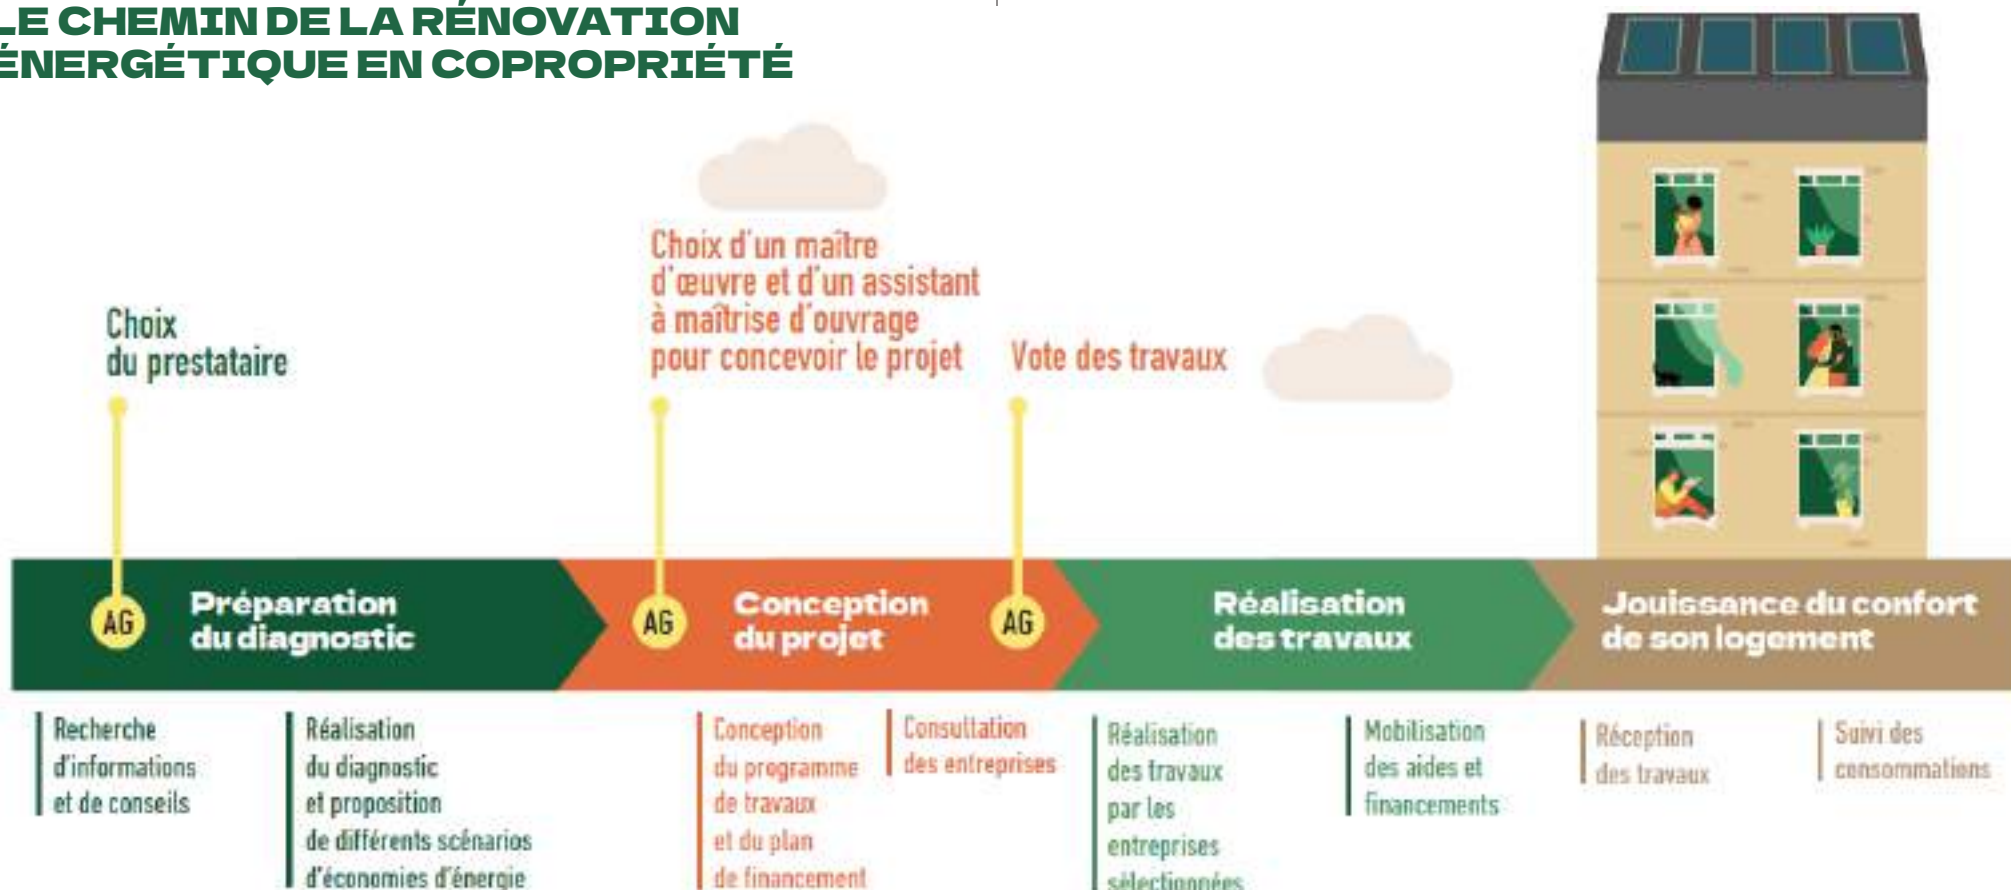 LE CHEMIN DE LA RÉNOVATION
ÉNERGÉTIQUE EN COPROPRIÉTÉ
Choix
du prestataire
Choix d'un maître
d'œuvre et d'un assistant
à maîtrise d'ouvrage
pour concevoir le projet
Vote des travaux
AG
Préparation
du diagnostic
AG
Conception
du projet
AG
Réalisation
des travaux
Jouissance du confort
de son logement
Recherche
d'informations
et de conseils
Réalisation
du diagnostic
et proposition
de différents scénarios
d'économies d'énergie
Conception
du programme
de travaux
et du plan
de financement
Consultation
des entreprises
Réalisation
des travaux
par les
entreprises
sélectionnées
Mobilisation
des aides et
financements
Réception
des travaux
Suivi des
consommations